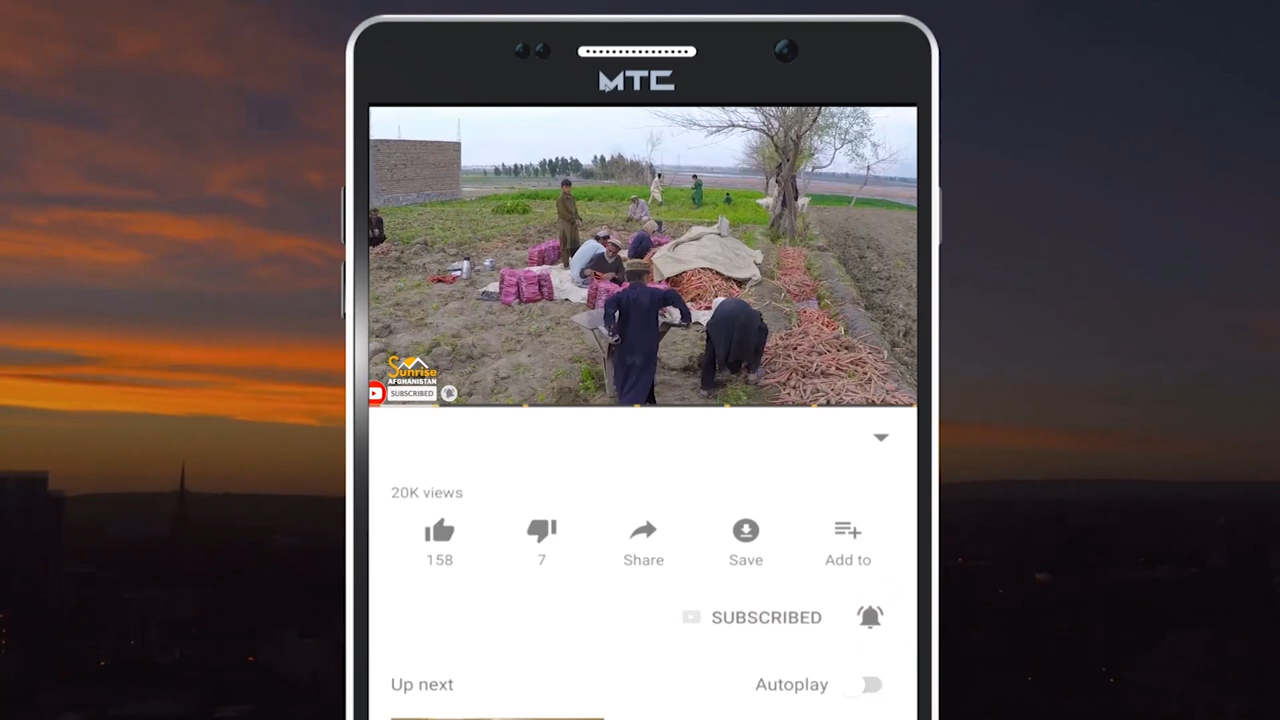 MTC
Sunrise
AFGHANISTAN
SUBSCRIBED
20K views
158
7
Share
Save
Add to
SUBSCRIBED
Up next
Autoplay